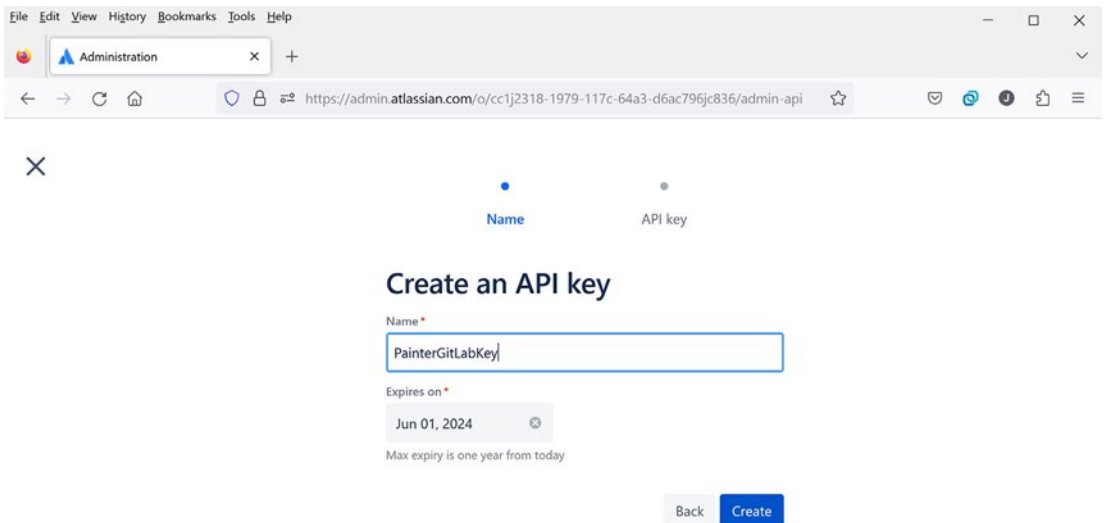 File Edit View History Bookmarks Tools Help
Administration
https://admin.atlassian.com/o/cc1j2318-1979-117c-64a3-d6ac796jc836/admin-api
J
Name
API key
Create an API key
Name*
PainterGitLabKey
Expires on*
Jun 01, 2024
Max expiry is one year from today
Back Create